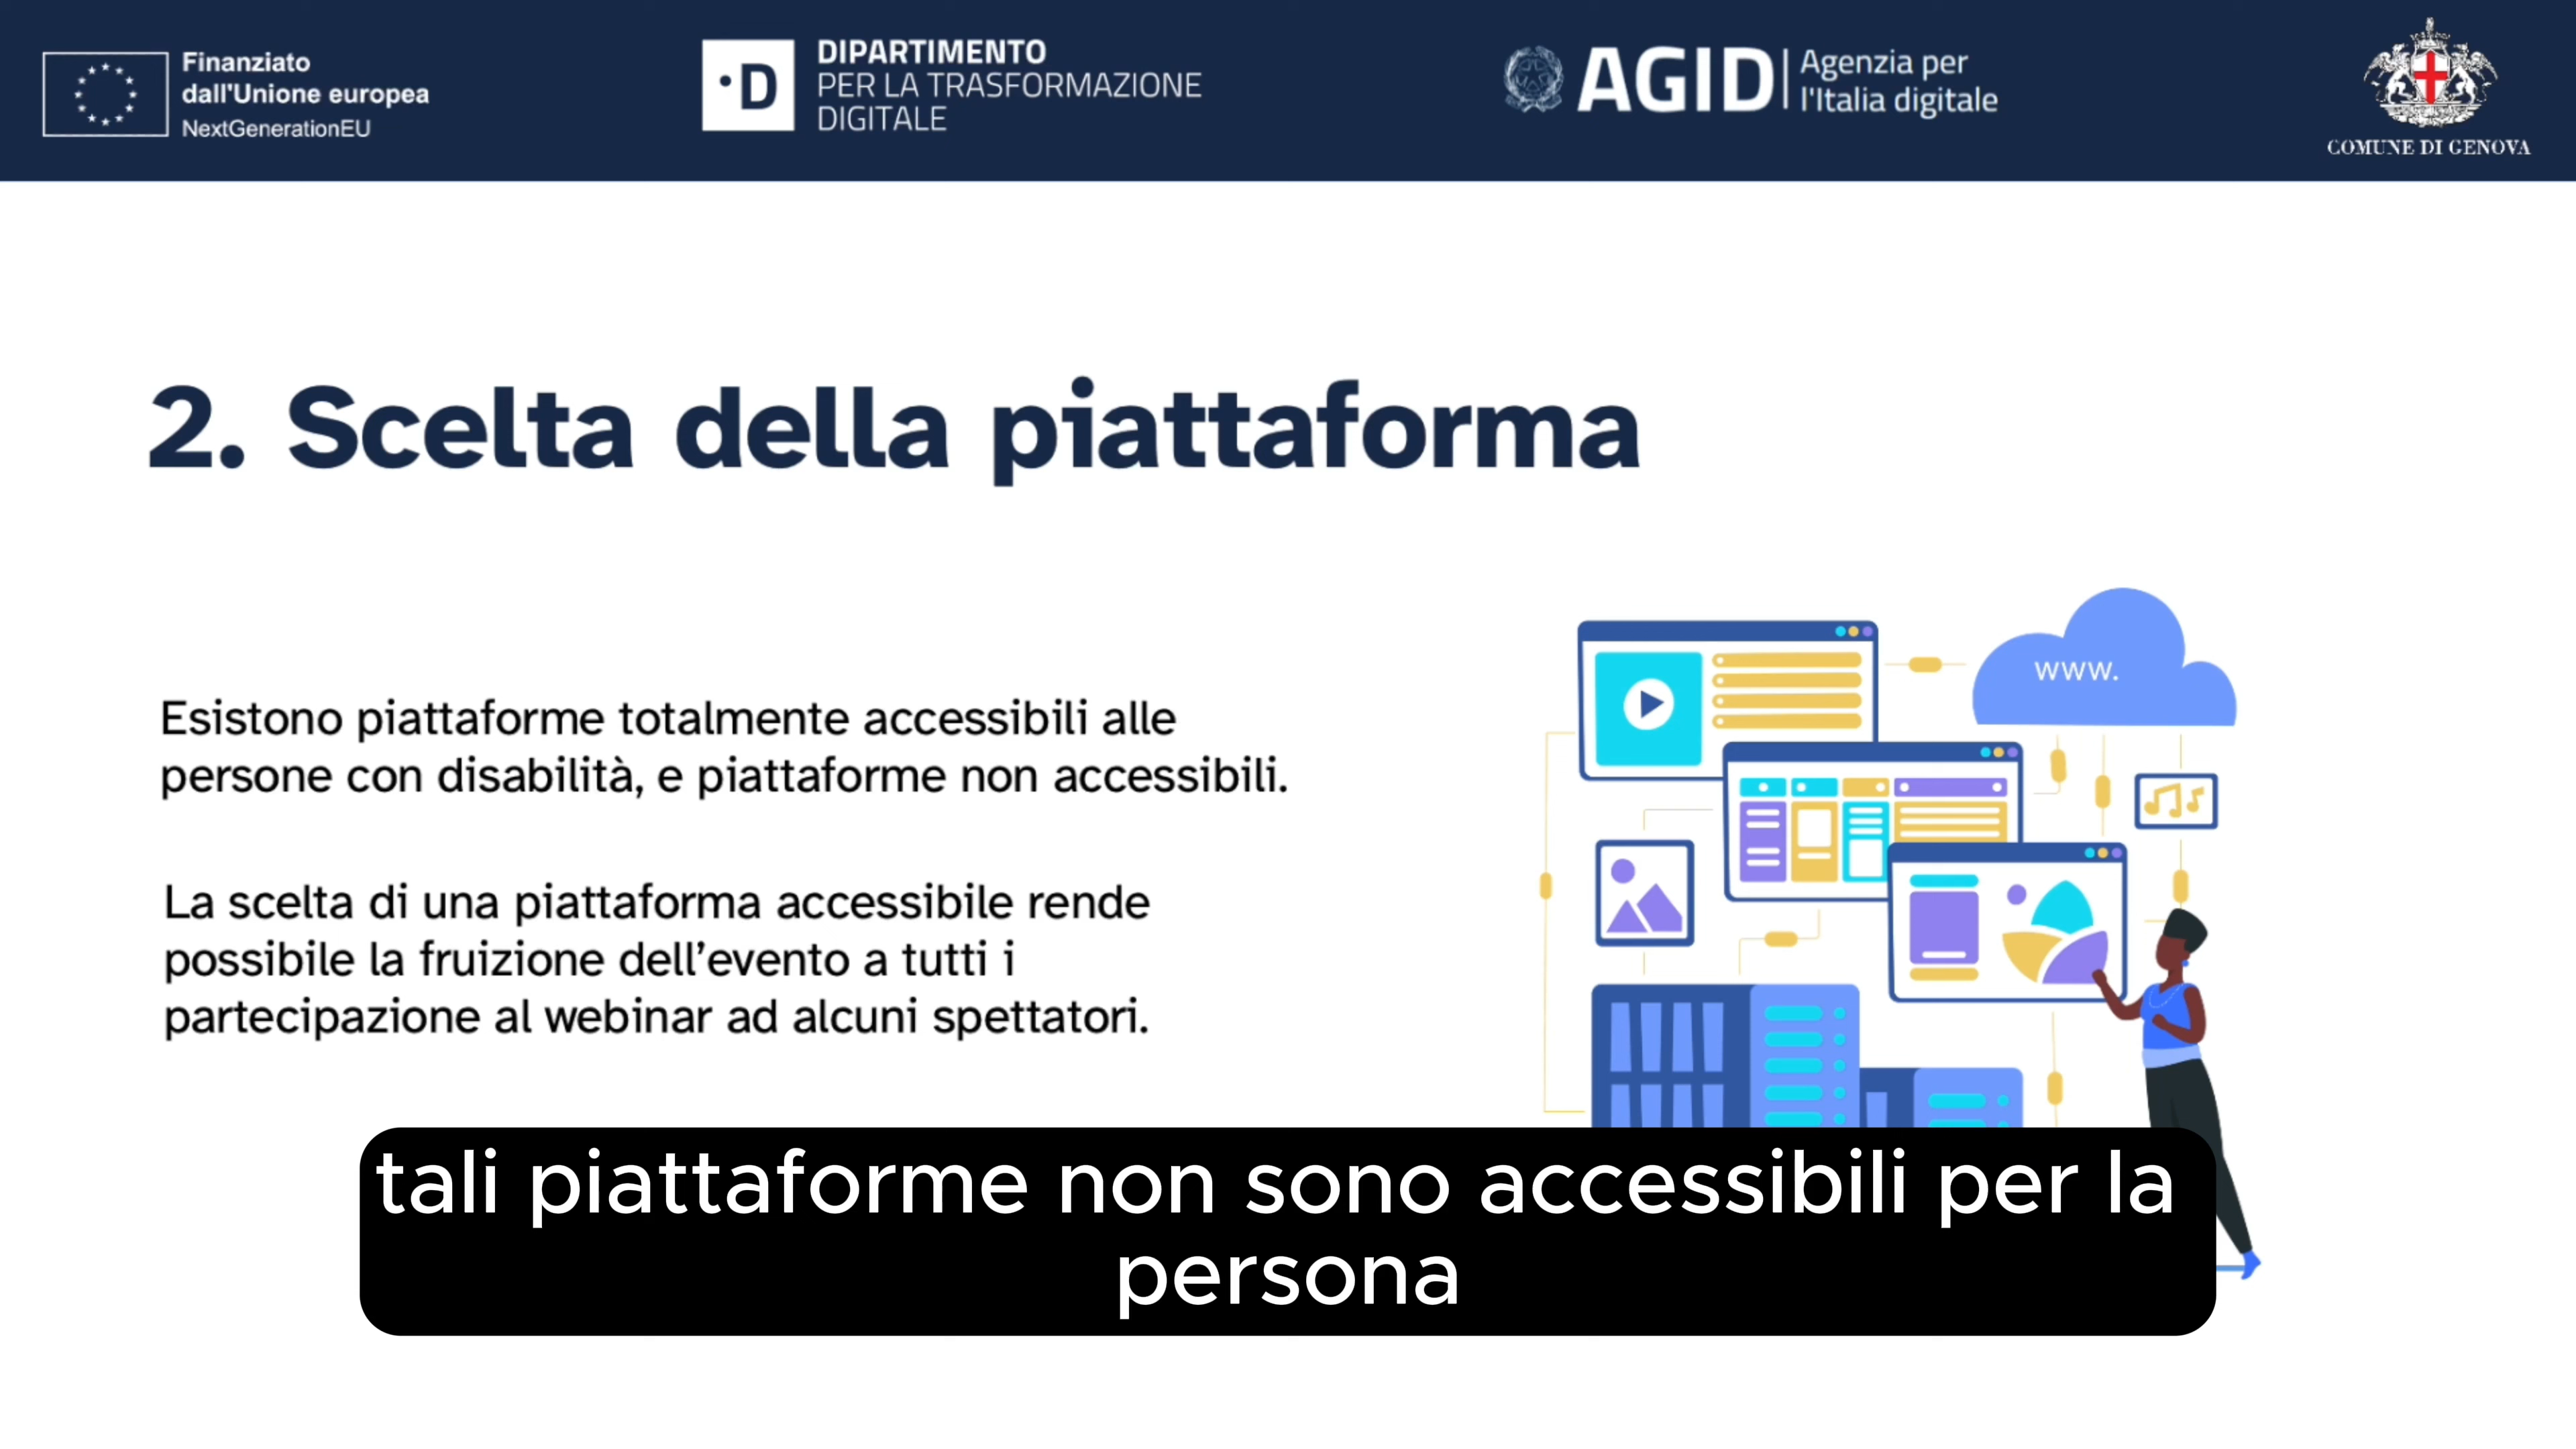 Finanziato
dall'Unione europea
NextGenerationEU
·D
DIPARTIMENTO
PER LA TRASFORMAZIONE
DIGITALE
AGID
Agenzia per
l'Italia digitale
COMUNE DI GENOVA
2. Scelta della piattaforma
Esistono piattaforme totalmente accessibili alle
persone con disabilità, e piattaforme non accessibili.
La scelta di una piattaforma accessibile rende
possibile la fruizione dell’evento a tutti i
partecipazione al webinar ad alcuni spettatori.
www.
tali piattaforme non sono accessibili per la
persona